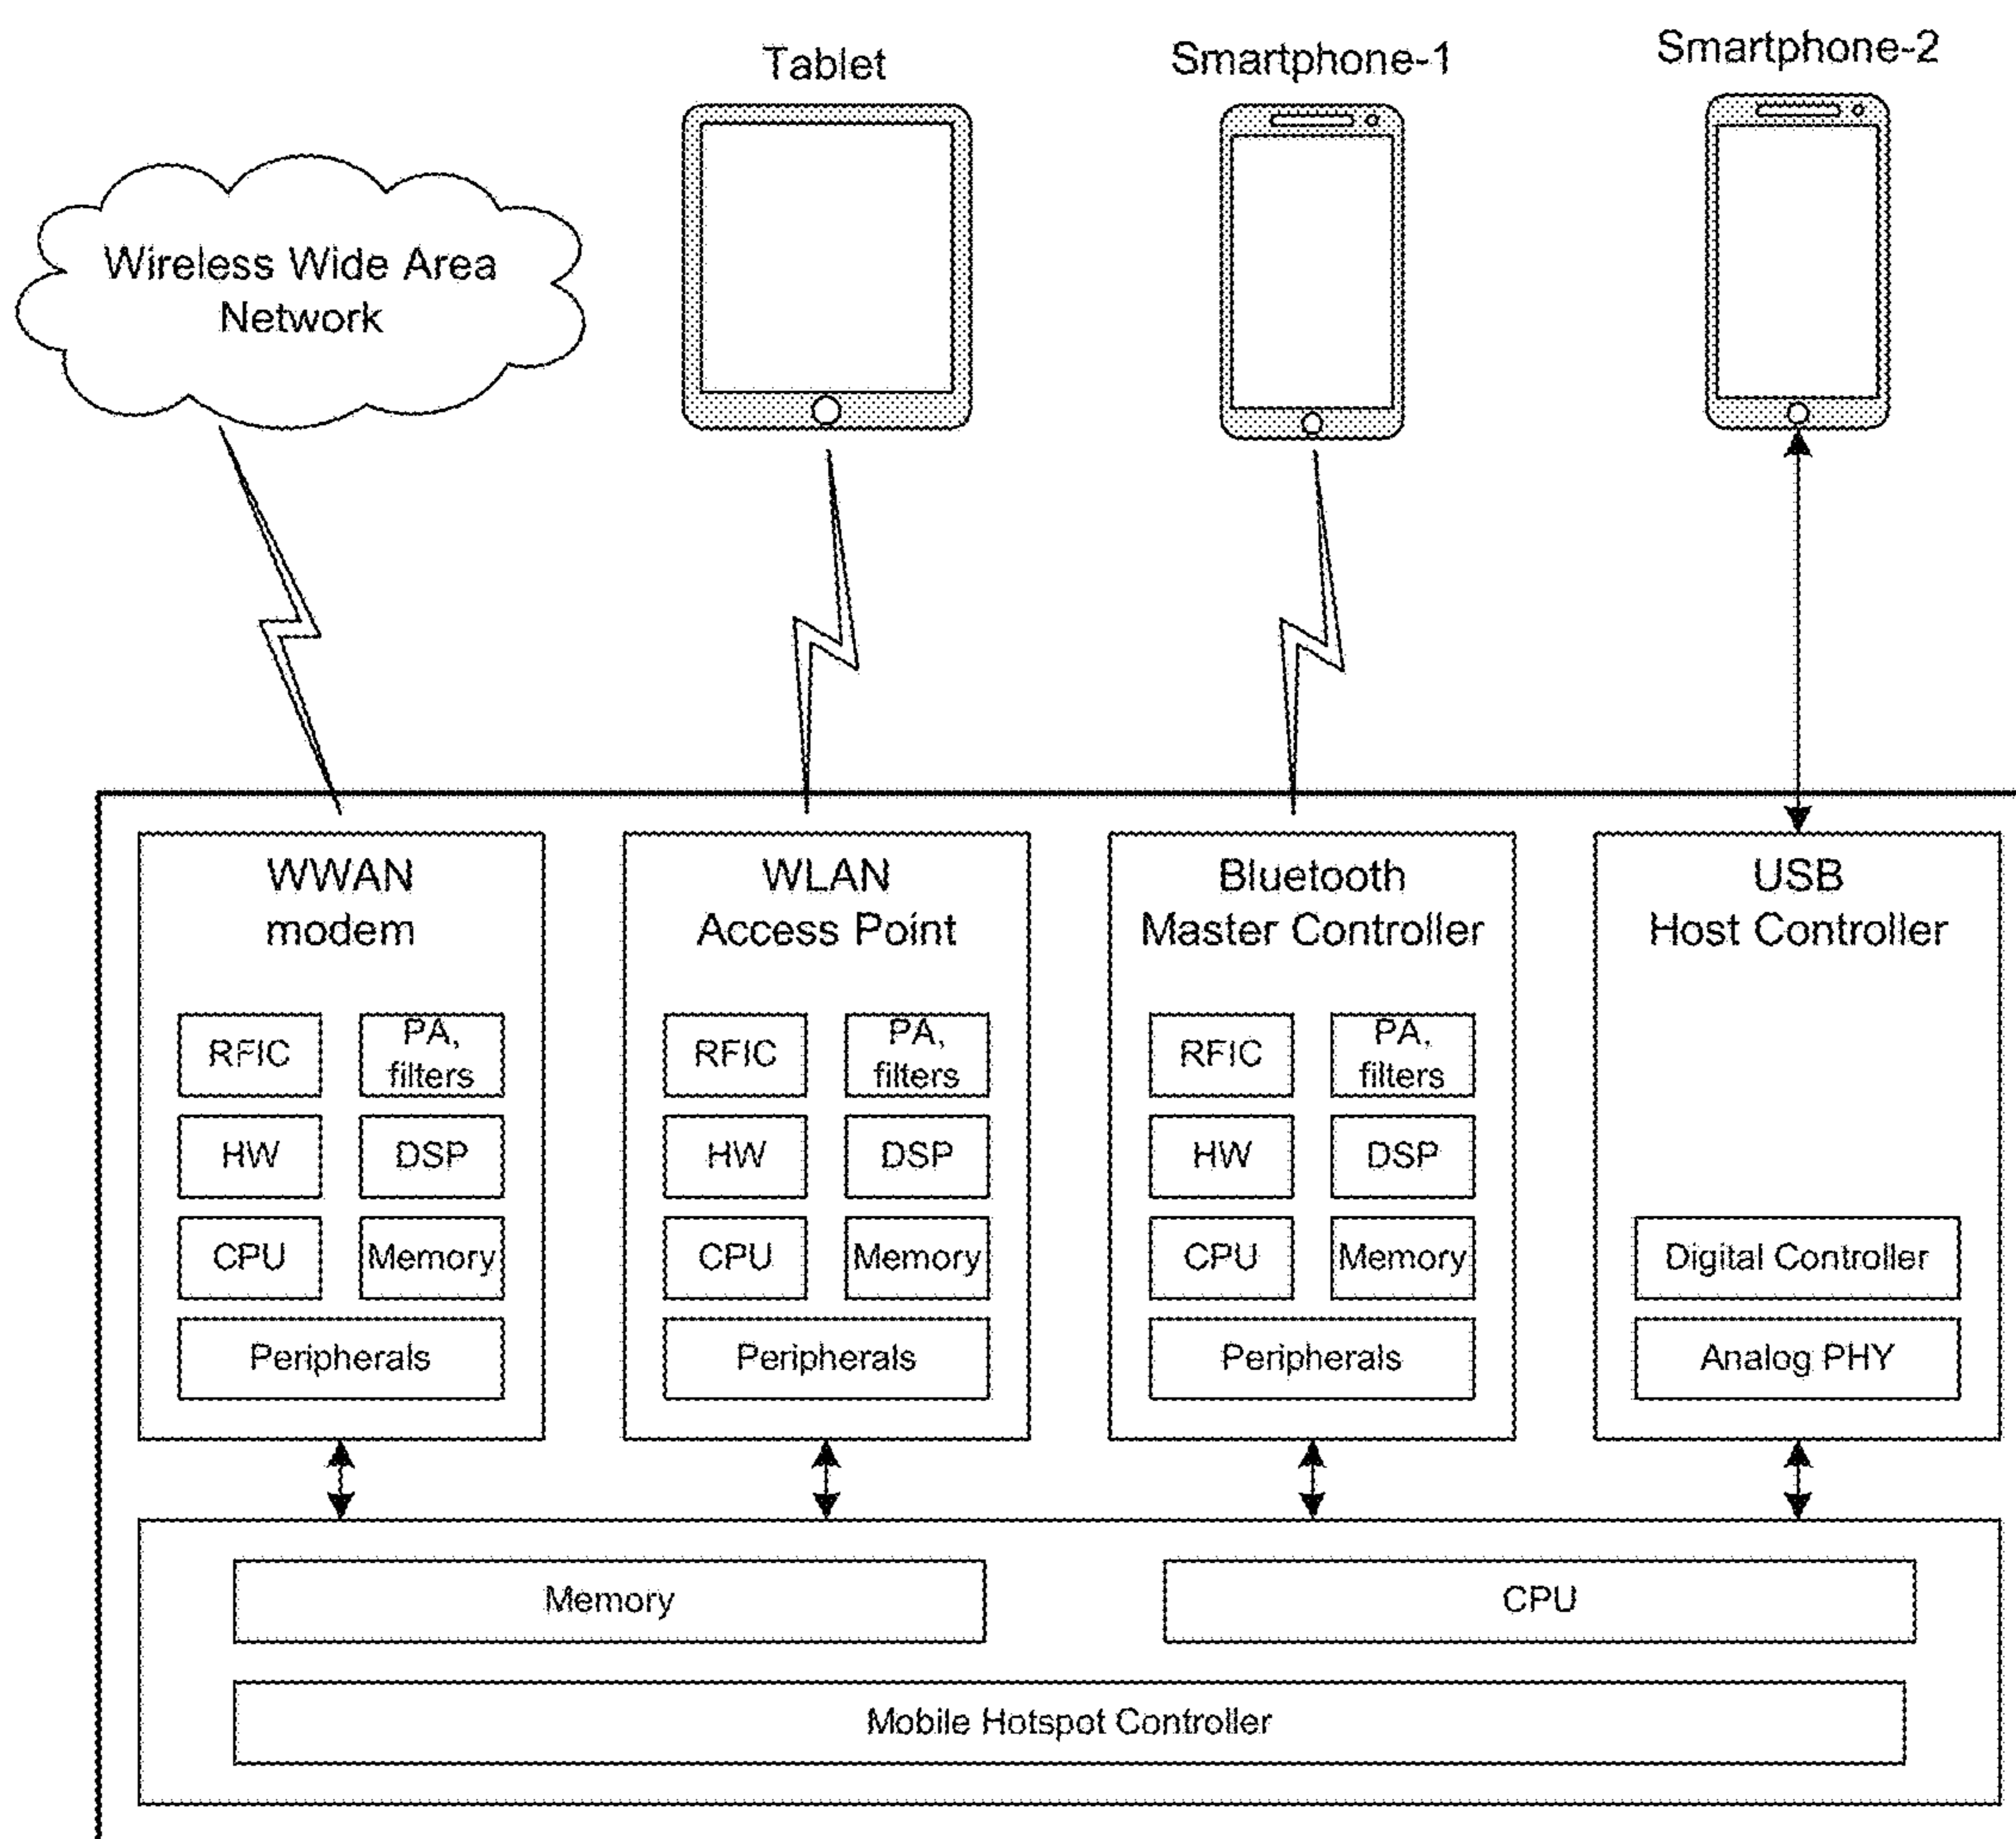 Tablet
Smartphone-1
Smartphone-2
Wireless Wide Area
Network
WWAN
modem
RFIC
PA,
filters
HW
DSP
CPU
Memory
Peripherals
WLAN
Access Point
RFIC
PA,
filters
HW
DSP
CPU
Memory
Peripherals
Bluetooth
Master Controller
RFIC
PA,
filters
HW
DSP
CPU
Memory
Peripherals
USB
Host Controller
Digital Controller
Analog PHY
Memory
CPU
Mobile Hotspot Controller